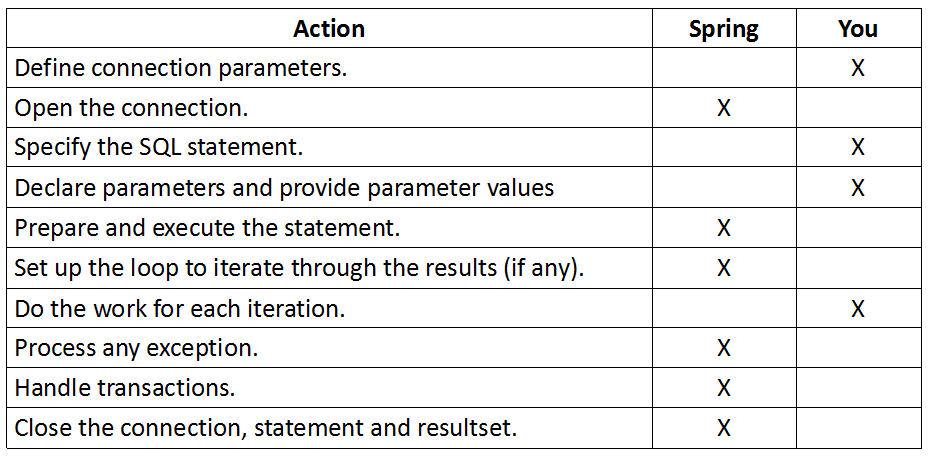 Action Spring You
Define connection parameters. X
Open the connection. X
Specify the SQL statement. X
Declare parameters and provide parameter values X
Prepare and execute the statement. X
Set up the loop to iterate through the results (if any). X
Do the work for each iteration. X
Process any exception. X
Handle transactions. X
Close the connection, statement and resultset. X